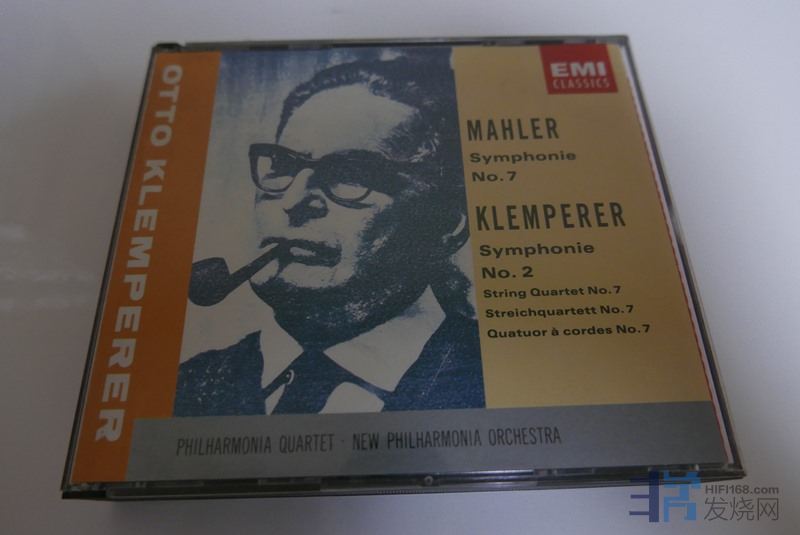 OTTO KLEMPERER
EMI
CLASSICS
MAHLER
Symphonie
No.7
KLEMPERER
Symphonie
No.2
String Quartet No.7
Streichquartett No.7
Quatuor à cordes No.7
PHILHARMONIA QUARTET · NEW PHILHARMONIA ORCHESTRA
HIFI168.com
发烧网